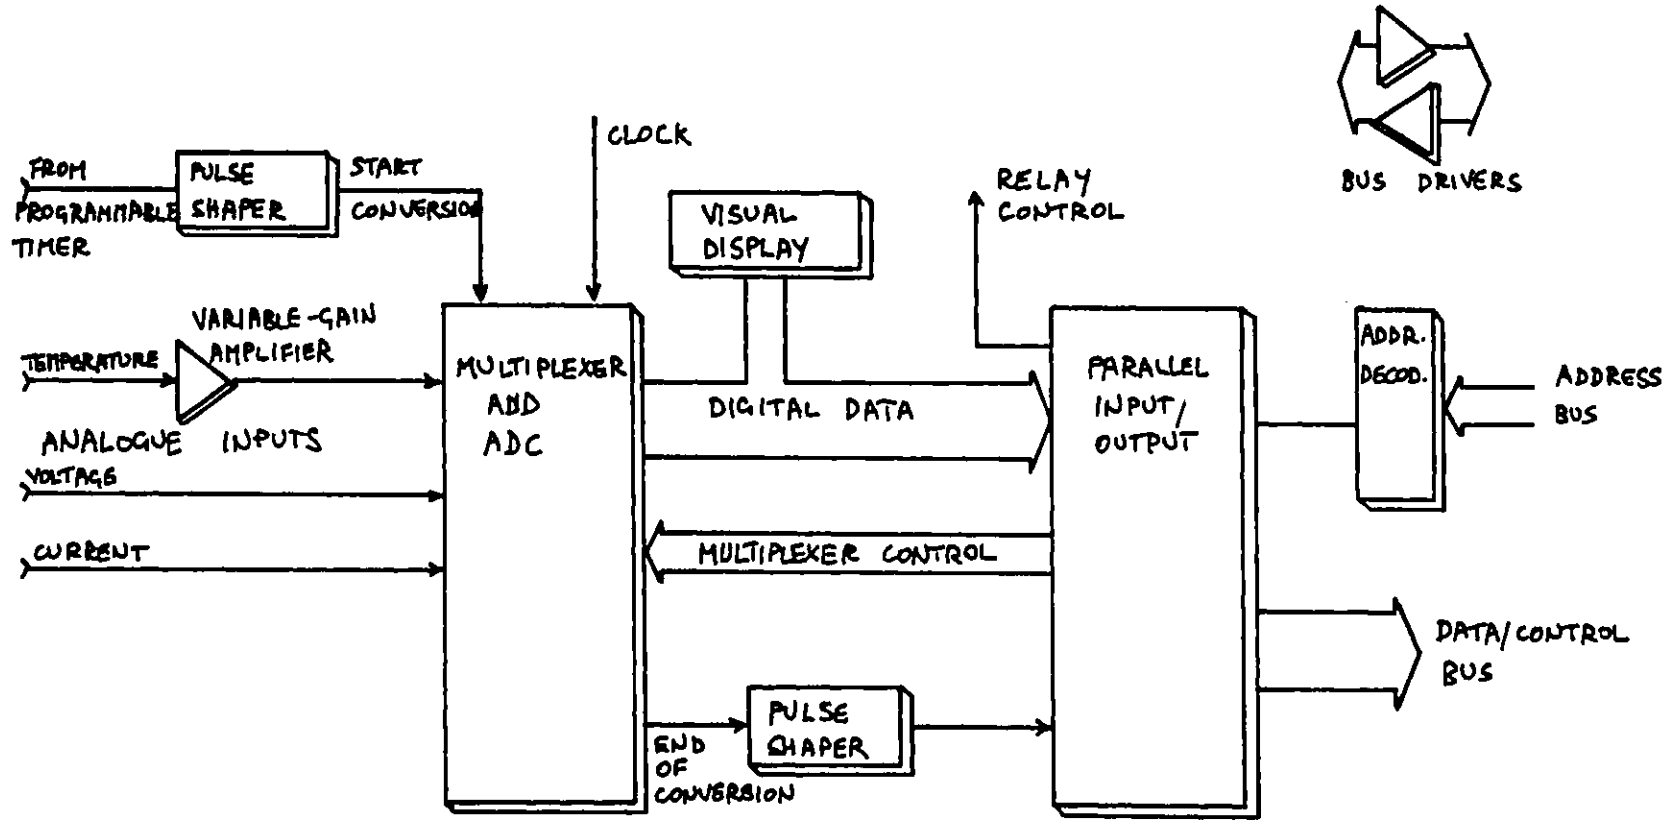 FROM
PROGRAMMABLE
TIMER
PULSE
SHAPER
START
CONVERSION
CLOCK
VISUAL
DISPLAY
RELAY
CONTROL
BUS DRIVERS
TEMPERATURE
VARIABLE-GAIN
AMPLIFIER
ANALOGUE INPUTS
VOLTAGE
CURRENT
MULTIPLEXER
AND
ADC
DIGITAL DATA
MULTIPLEXER CONTROL
END
OF
CONVERSION
PULSE
SHAPER
PARALLEL
INPUT/
OUTPUT
ADDR.
DECOD.
ADDRESS
BUS
DATA/CONTROL
BUS